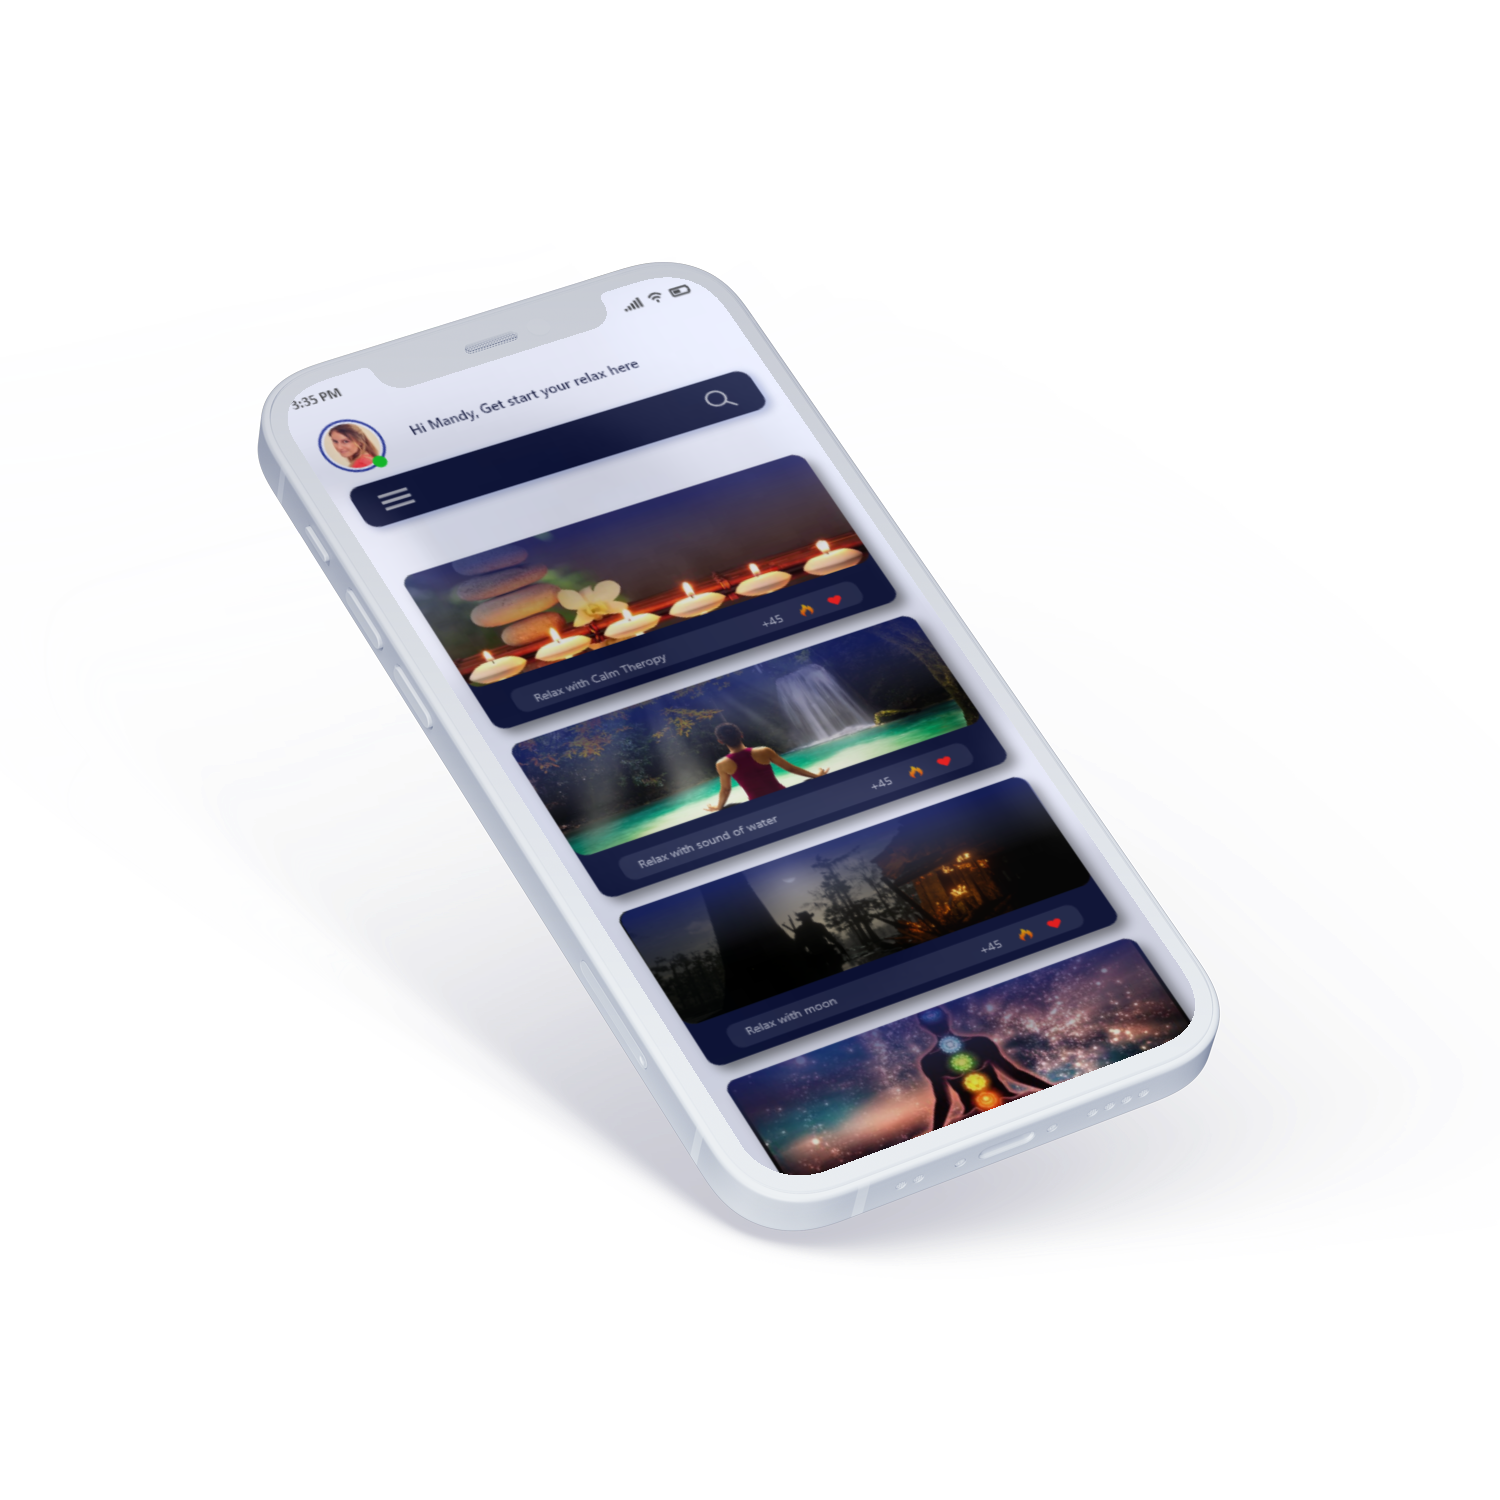 3:35 PM
Hi Mandy, Get start your relax here
Relax with Calm Theropy
+45
Relax with sound of water
+45
Relax with moon
+45